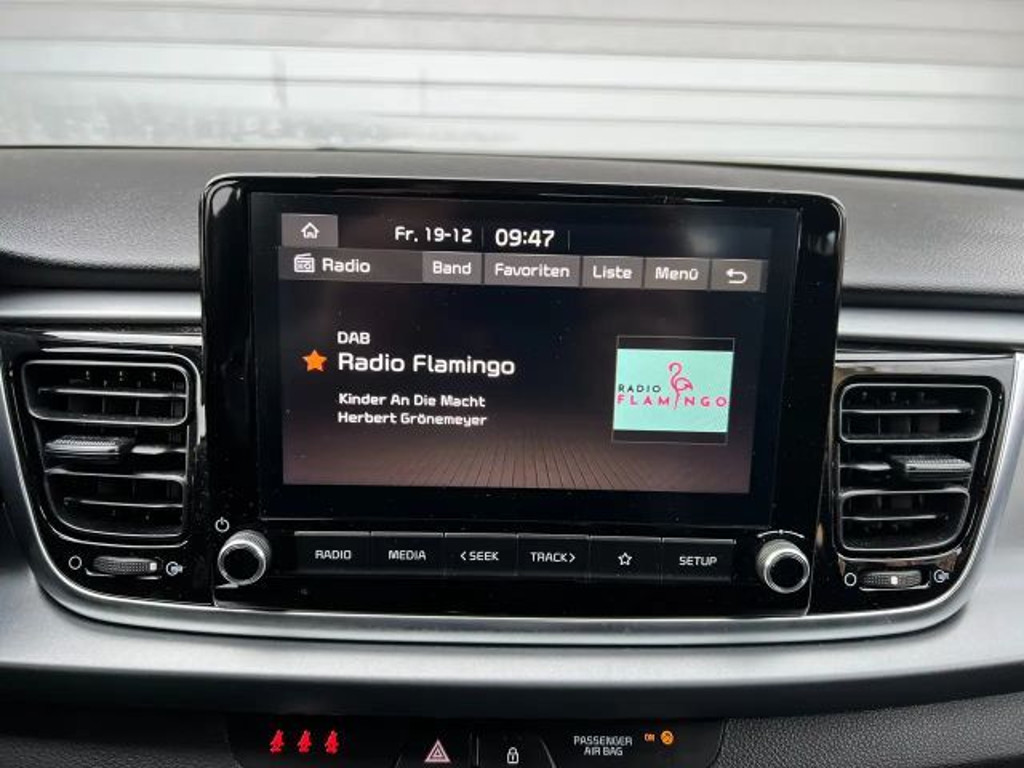 Fr. 19-12 09:47
Radio Band Favoriten Liste Menü
DAB
Radio Flamingo
Kinder An Die Macht
Herbert Grönemeyer
RADIO
FLAMINGO
RADIO MEDIA <SEEK TRACK> SETUP
PASSENGER ON
AIR BAG